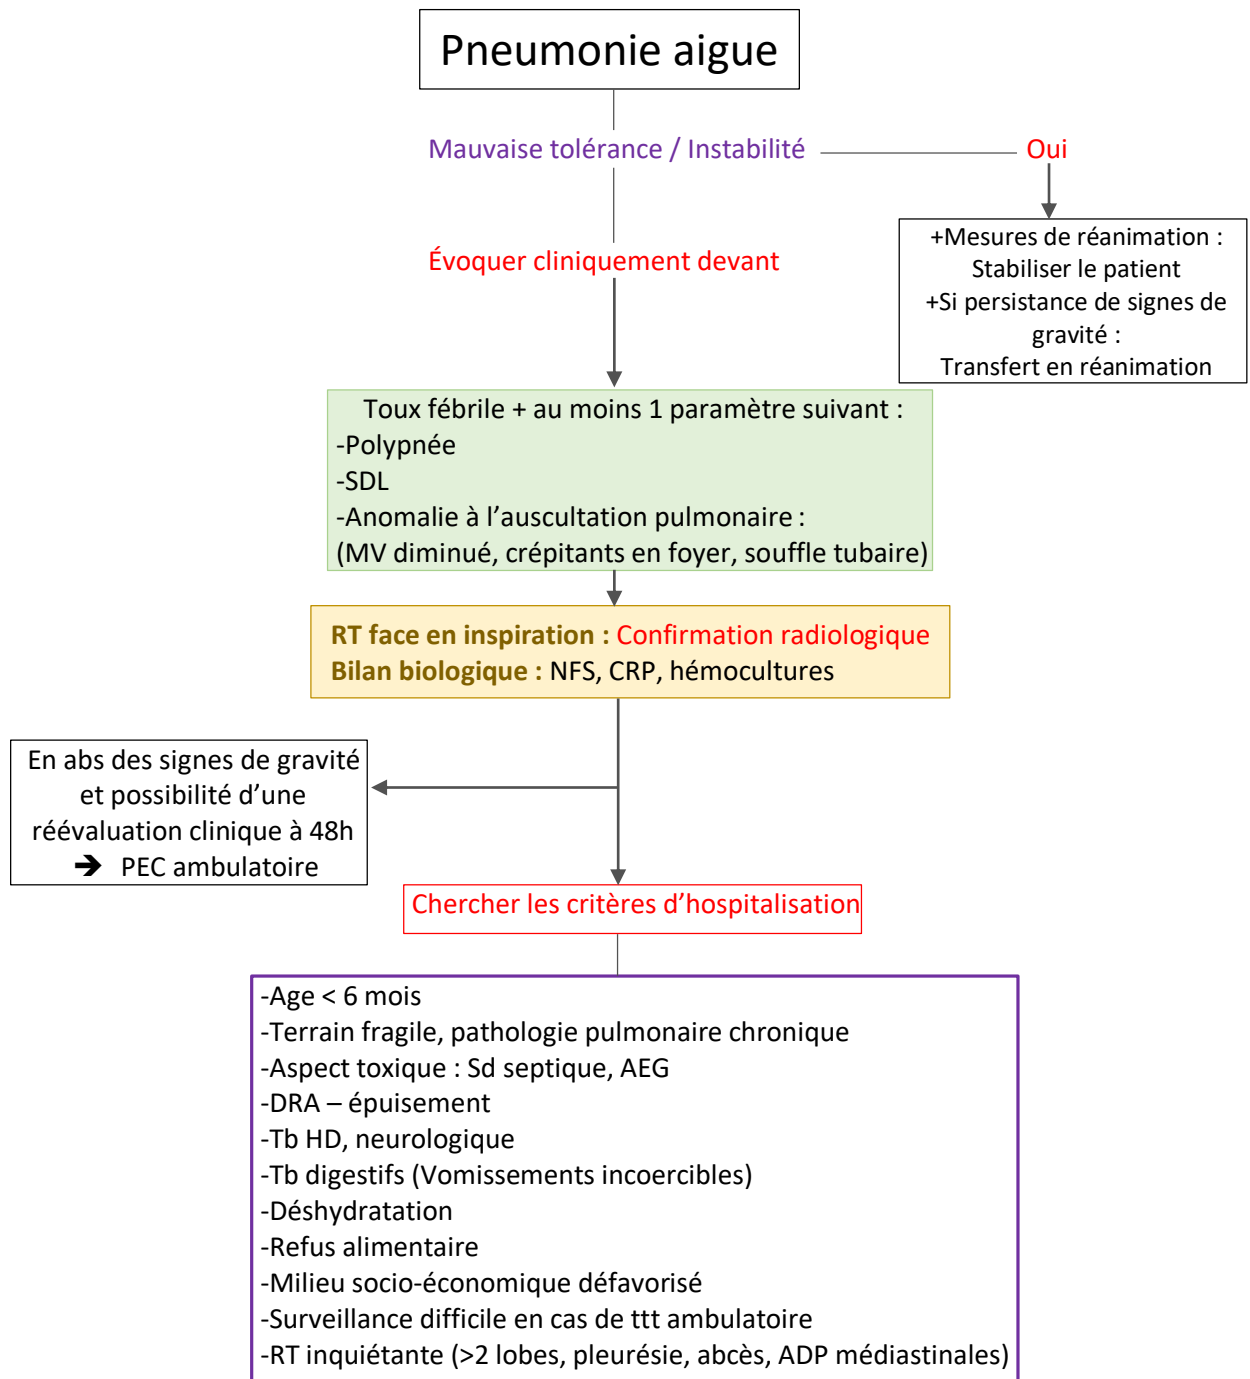 Pneumonie aigue
Mauvaise tolérance / Instabilité
Oui
+Mesures de réanimation :
Stabiliser le patient
+Si persistance de signes de
gravité :
Transfert en réanimation
Évoquer cliniquement devant
Toux fébrile + au moins 1 paramètre suivant :
-Polypnée
-SDL
-Anomalie à l’auscultation pulmonaire :
(MV diminué, crépitants en foyer, souffle tubaire)
RT face en inspiration : Confirmation radiologique
Bilan biologique : NFS, CRP, hémocultures
En abs des signes de gravité
et possibilité d’une
réévaluation clinique à 48h
➔ PEC ambulatoire
Chercher les critères d’hospitalisation
-Age < 6 mois
-Terrain fragile, pathologie pulmonaire chronique
-Aspect toxique : Sd septique, AEG
-DRA – épuisement
-Tb HD, neurologique
-Tb digestifs (Vomissements incoercibles)
-Déshydratation
-Refus alimentaire
-Milieu socio-économique défavorisé
-Surveillance difficile en cas de ttt ambulatoire
-RT inquiétante (>2 lobes, pleurésie, abcès, ADP médiastinales)